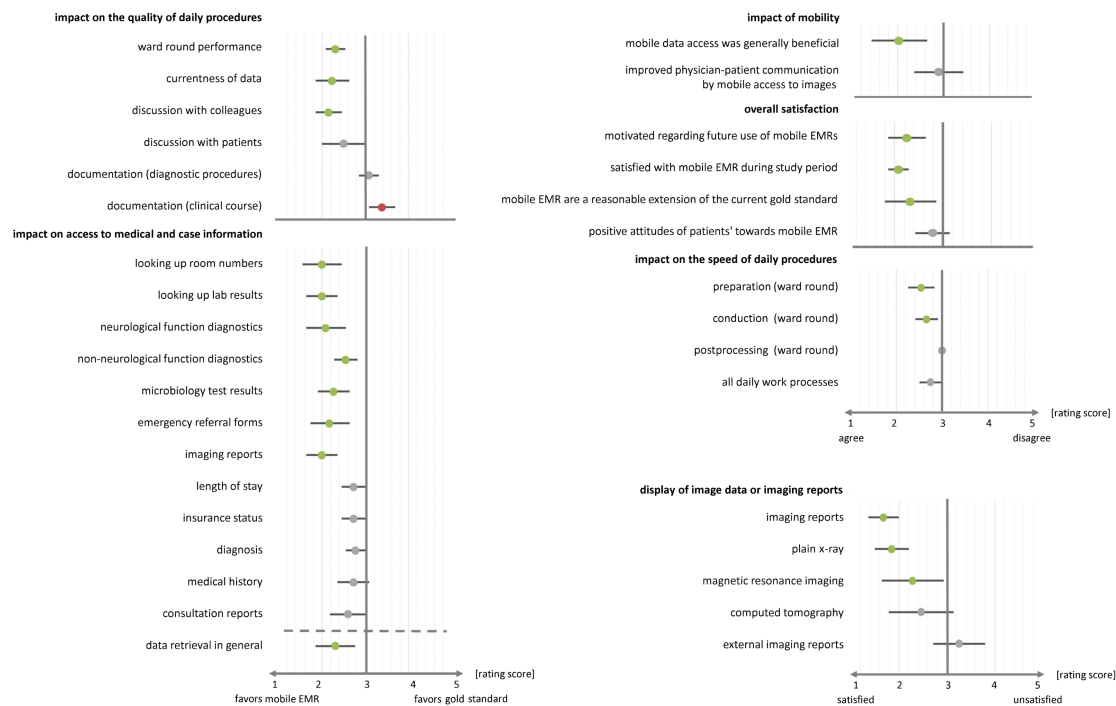 impact on the quality of daily procedures
ward round performance
currentness of data
discussion with colleagues
discussion with patients
documentation (diagnostic procedures)
documentation (clinical course)
impact on access to medical and case information
looking up room numbers
looking up lab results
neurological function diagnostics
non-neurological function diagnostics
microbiology test results
emergency referral forms
imaging reports
length of stay
insurance status
diagnosis
medical history
consultation reports
data retrieval in general
[rating score]
1 2 3 4 5
favors mobile EMR favors gold standard
impact of mobility
mobile data access was generally beneficial
improved physician-patient communication
by mobile access to images
overall satisfaction
motivated regarding future use of mobile EMRs
satisfied with mobile EMR during study period
mobile EMR are a reasonable extension of the current gold standard
positive attitudes of patients' towards mobile EMR
impact on the speed of daily procedures
preparation (ward round)
conduction (ward round)
postprocessing (ward round)
all daily work processes
[rating score]
1 2 3 4 5
agree disagree
display of image data or imaging reports
imaging reports
plain x-ray
magnetic resonance imaging
computed tomography
external imaging reports
[rating score]
1 2 3 4 5
satisfied unsatisfied